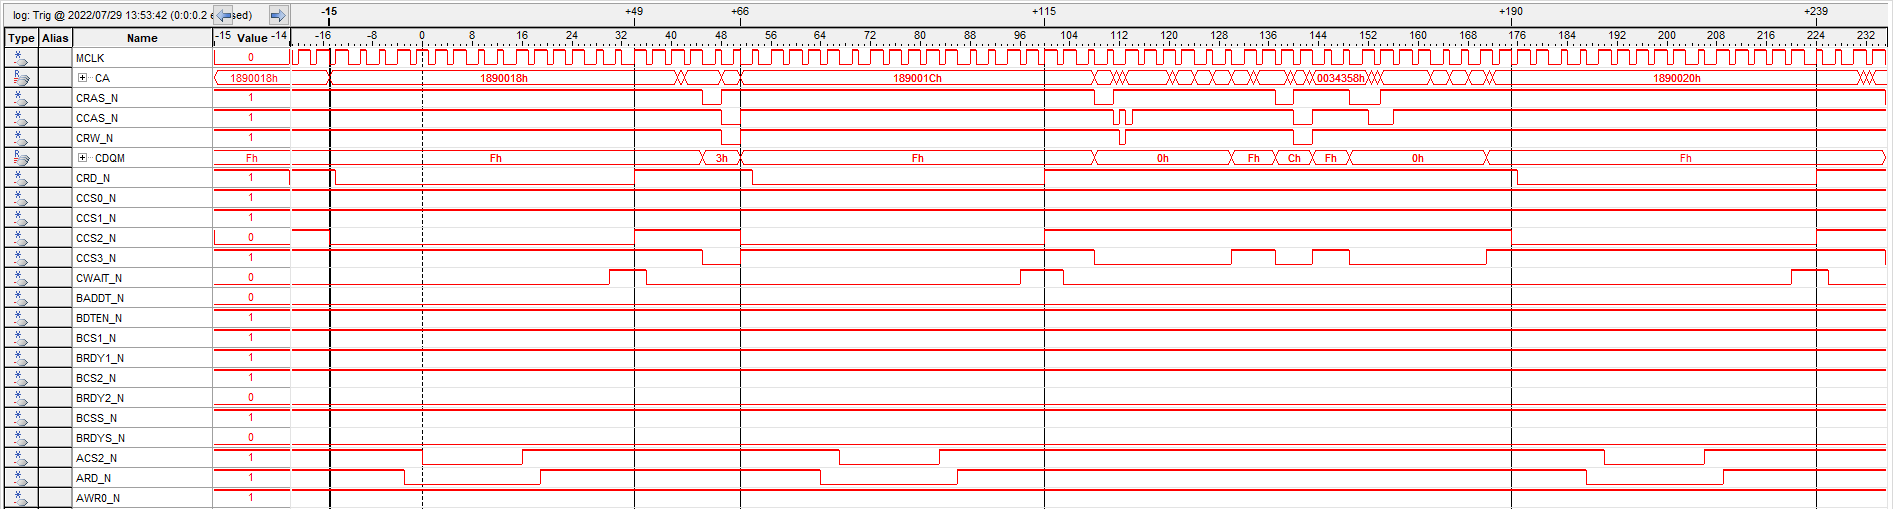 log: Trig @ 2022/07/29 13:53:42 (0:0:0.2 e sed) -15 +49 +66 +115 +190 +239
Type Alias Name -15 Value -14 -16 -8 0 8 16 24 32 40 48 56 64 72 80 88 96 104 112 120 128 136 144 152 160 168 176 184 192 200 208 216 224 232
MCLK 0
CA 1890018h 1890018h 189001Ch 0034358h 1890020h
CRAS_N 1
CCAS_N 1
CRW_N 1
CDQM Fh Fh 3h Fh 0h Fh Ch Fh 0h Fh
CRD_N 1
CCS0_N 1
CCS1_N 1
CCS2_N 0
CCS3_N 1
CWAIT_N 0
BADDT_N 0
BDTEN_N 1
BCS1_N 1
BRDY1_N 1
BCS2_N 1
BRDY2_N 0
BCSS_N 1
BRDYS_N 0
ACS2_N 1
ARD_N 1
AWR0_N 1